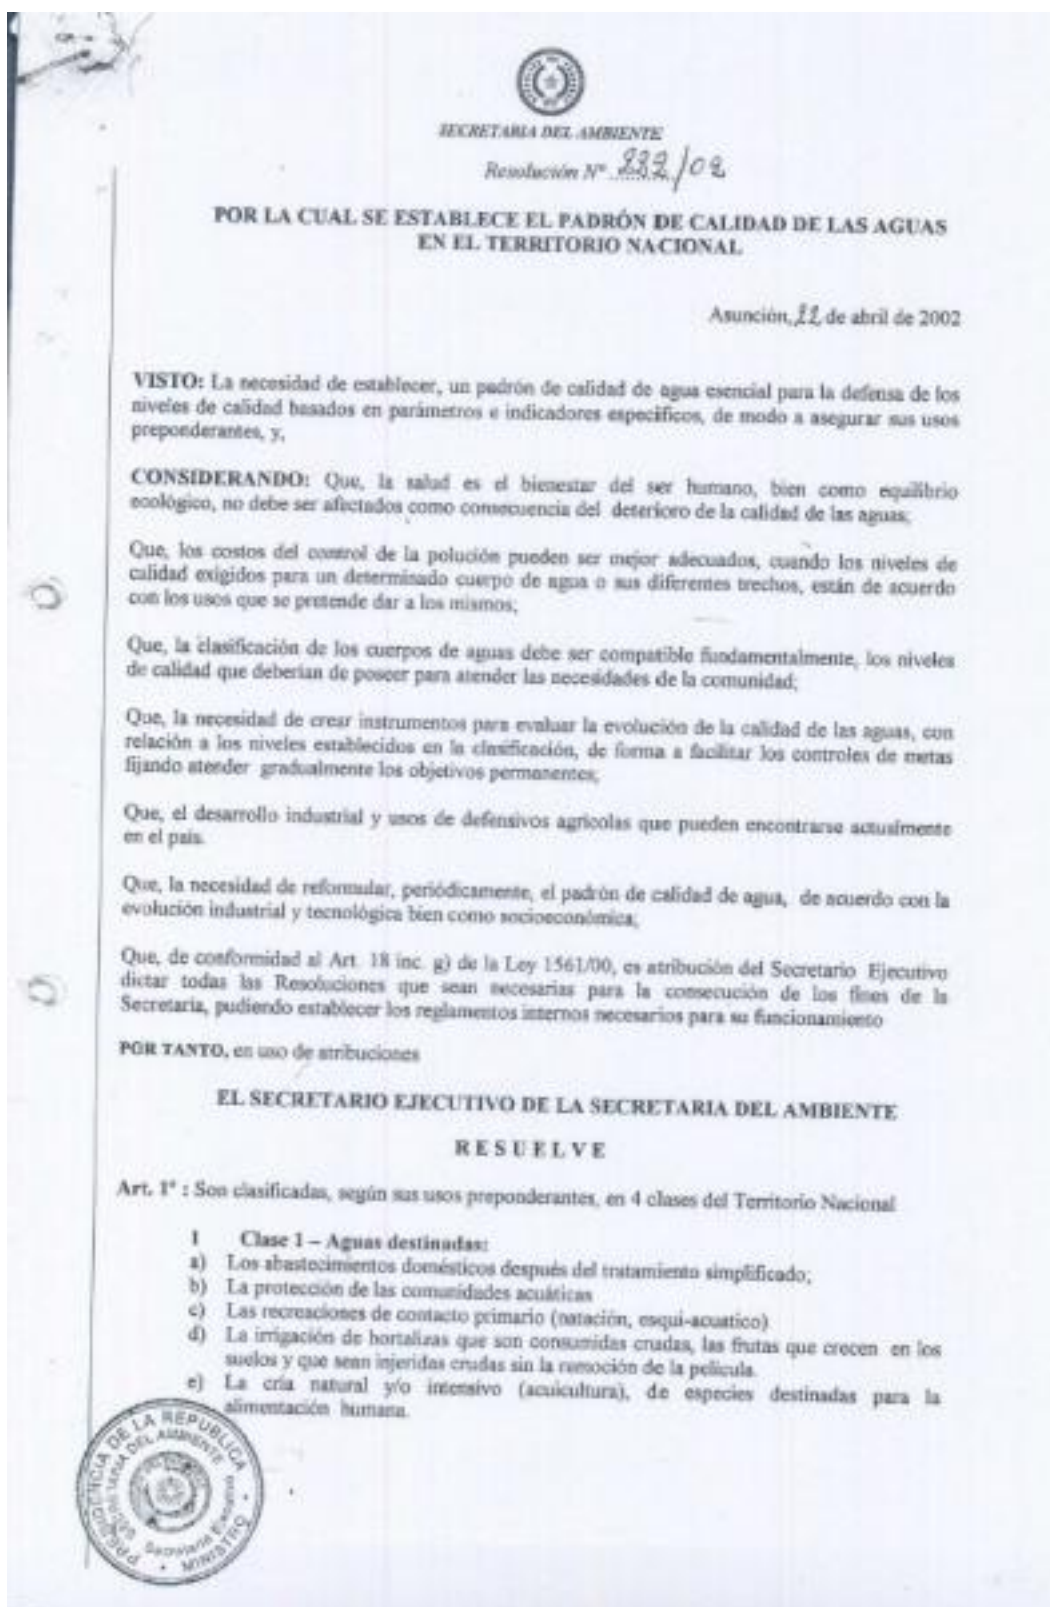 SECRETARIA DEL AMBIENTE
Resolución Nº 222/02
POR LA CUAL SE ESTABLECE EL PADRÓN DE CALIDAD DE LAS AGUAS
EN EL TERRITORIO NACIONAL
Asunción, 22 de abril de 2002
VISTO: La necesidad de establecer, un padrón de calidad de agua esencial para la defensa de los
niveles de calidad basados en parámetros e indicadores específicos, de modo a asegurar sus usos
preponderantes, y,
CONSIDERANDO: Que, la salud es el bienestar del ser humano, bien como equilibrio
ecológico, no debe ser afectados como consecuencia del deterioro de la calidad de las aguas;
Que, los costos del control de la polución pueden ser mejor adecuados, cuando los niveles de
calidad exigidos para un determinado cuerpo de agua o sus diferentes trechos, están de acuerdo
con los usos que se pretende dar a los mismos;
Que, la clasificación de los cuerpos de aguas debe ser compatible fundamentalmente, los niveles
de calidad que deberían de poseer para atender las necesidades de la comunidad;
Que, la necesidad de crear instrumentos para evaluar la evolución de la calidad de las aguas, con
relación a los niveles establecidos en la clasificación, de forma a facilitar los controles de metas
fijando atender gradualmente los objetivos permanentes;
Que, el desarrollo industrial y usos de defensivos agrícolas que pueden encontrarse actualmente
en el país.
Que, la necesidad de reformular, periódicamente, el padrón de calidad de agua, de acuerdo con la
evolución industrial y tecnológica bien como socioeconómica;
Que, de conformidad al Art. 18 inc. g) de la Ley 1561/00, es atribución del Secretario Ejecutivo
dictar todas las Resoluciones que sean necesarias para la consecución de los fines de la
Secretaría, pudiendo establecer los reglamentos internos necesarios para su funcionamiento
POR TANTO, en uso de atribuciones
EL SECRETARIO EJECUTIVO DE LA SECRETARIA DEL AMBIENTE
R E S U E L V E
Art. 1º : Son clasificadas, según sus usos preponderantes, en 4 clases del Territorio Nacional
1 Clase 1 – Aguas destinadas:
a) Los abastecimientos domésticos después del tratamiento simplificado;
b) La protección de las comunidades acuáticas
c) Las recreaciones de contacto primario (natación, esquí-acuatico)
d) La irrigación de hortalizas que son consumidas crudas, las frutas que crecen en los
suelos y que sean injeridas crudas sin la remoción de la película.
e) La cría natural y/o intensivo (acuicultura), de especies destinadas para la
alimentación humana.
PRESIDENCIA DE LA REPUBLICA
SECRETARIA DEL AMBIENTE
Secretario Ejecutivo
MINISTRO